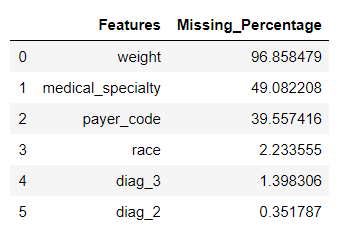 Features Missing_Percentage
0 weight 96.858479
1 medical_specialty 49.082208
2 payer_code 39.557416
3 race 2.233555
4 diag_3 1.398306
5 diag_2 0.351787